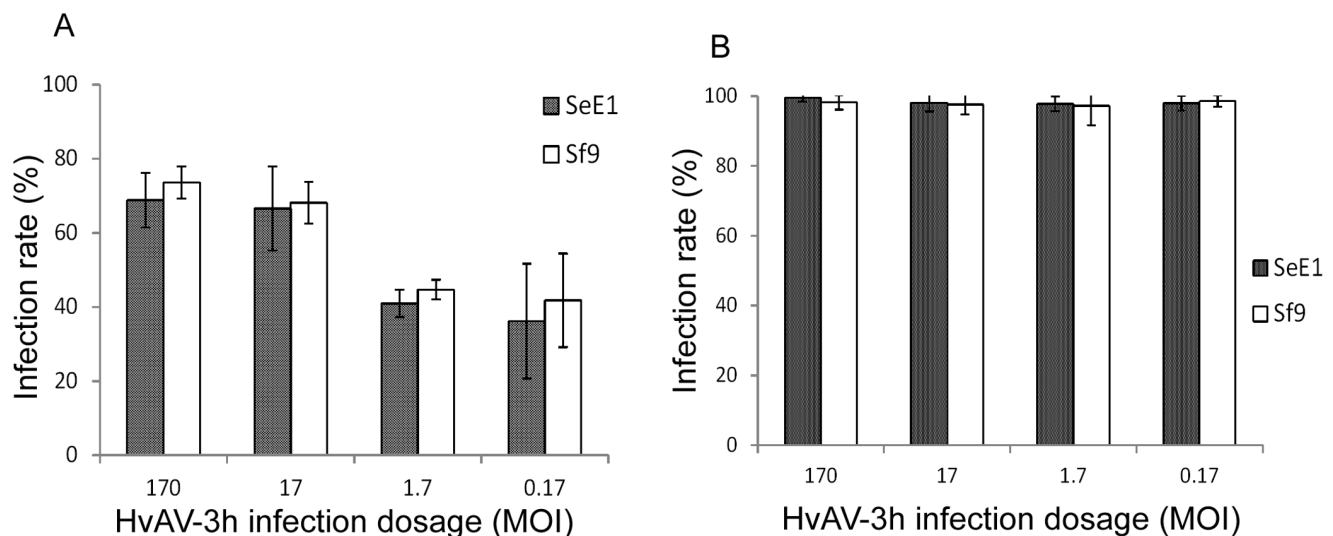 A
Infection rate (%)
100
80
60
40
20
0
SeE1
Sf9
170 17 1.7 0.17
HvAV-3h infection dosage (MOI)
B
Infection rate (%)
100
80
60
40
20
0
SeE1
Sf9
170 17 1.7 0.17
HvAV-3h infection dosage (MOI)